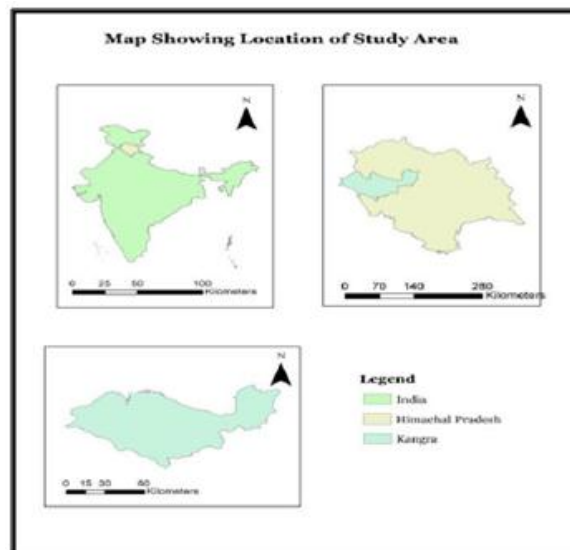 Map Showing Location of Study Area
N
0 25 50 100
Kilometers
N
0 70 140 280
Kilometers
N
0 15 30 60
Kilometers
Legend
India
Himachal Pradesh
Kangra